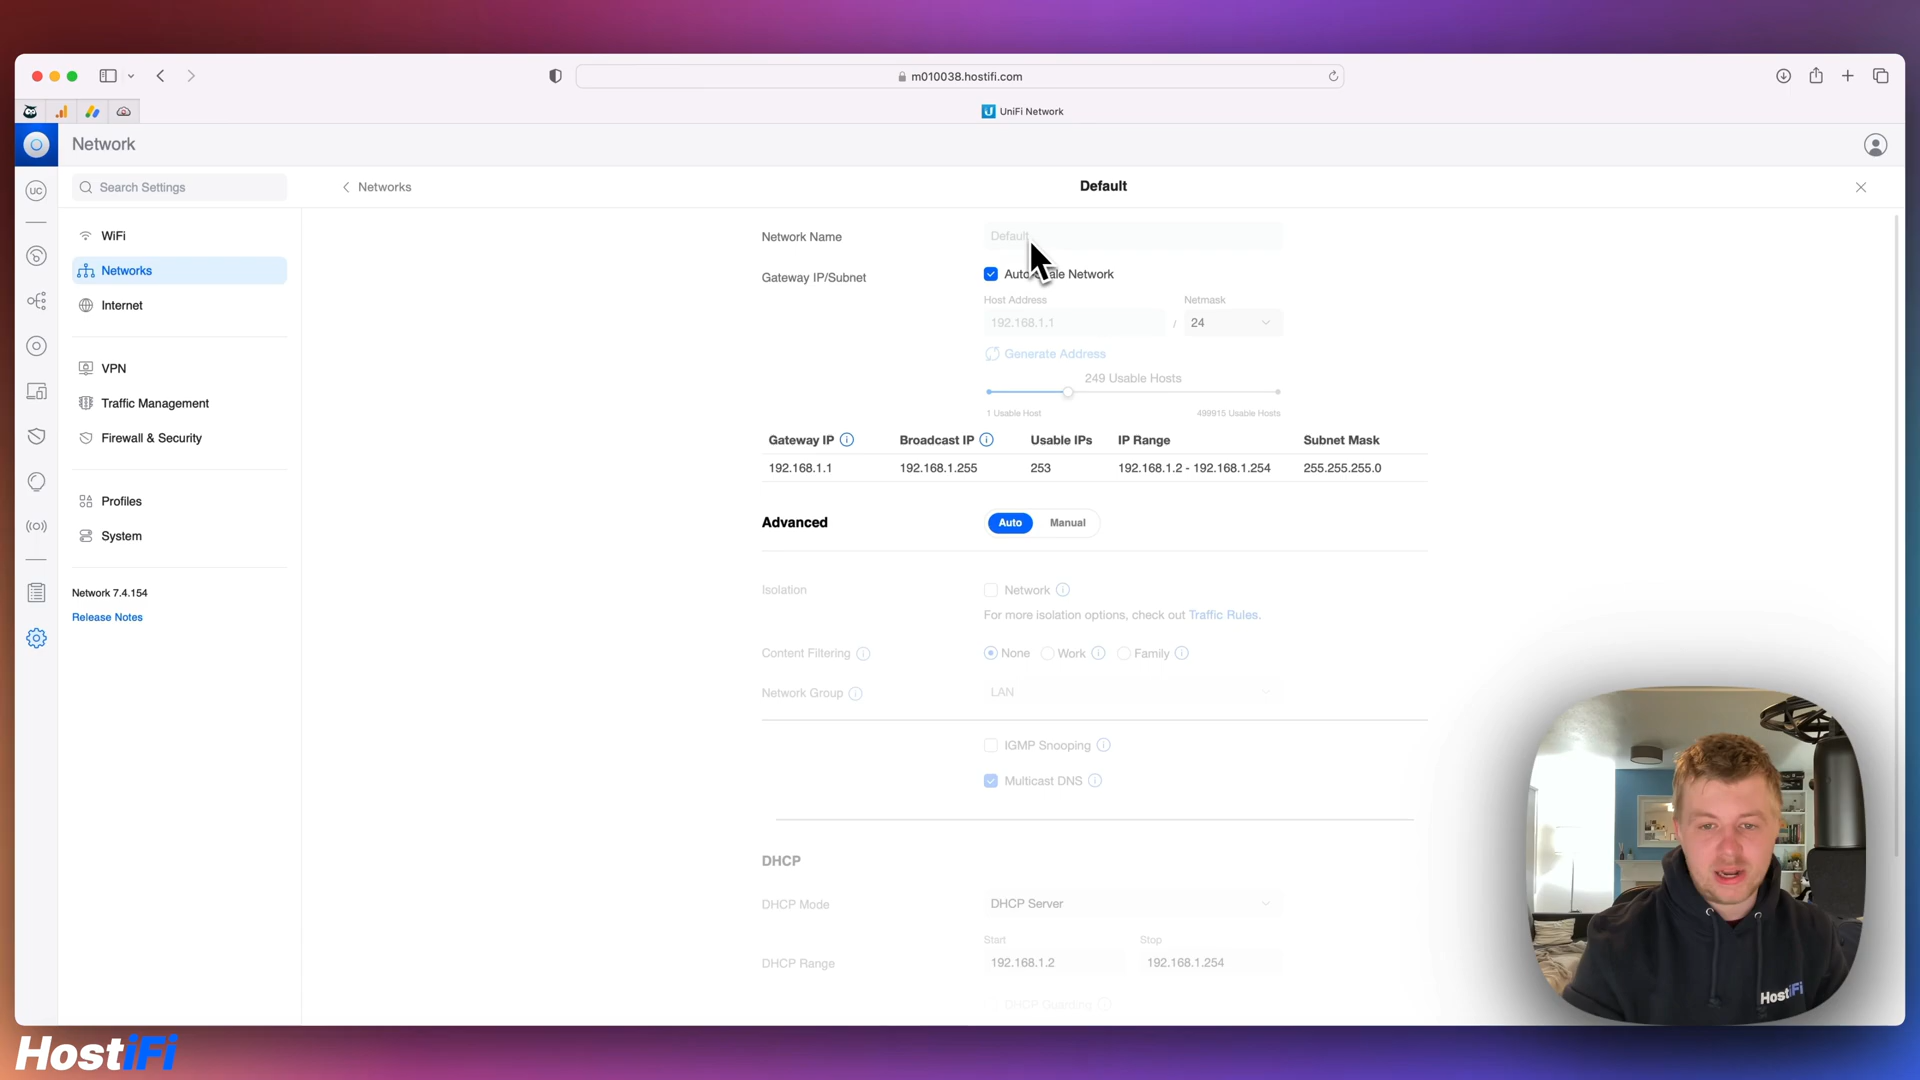 m010038.hostifi.com
U UniFi Network
Network
UC
Search Settings
Networks
Default
WiFi
Networks
Internet
VPN
Traffic Management
Firewall & Security
Profiles
System
Network 7.4.154
Release Notes
Network Name
Default
Gateway IP/Subnet
Host Address
Netmask
192.168.1.1
/
24
Generate Address
249 Usable Hosts
1 Usable Host
499915 Usable Hosts
Gateway IP Broadcast IP Usable IPs IP Range Subnet Mask
192.168.1.1 192.168.1.255 253 192.168.1.2 - 192.168.1.254 255.255.255.0
Advanced
Auto Manual
Isolation
Network
For more isolation options, check out Traffic Rules.
Content Filtering
None Work Family
Network Group
LAN
IGMP Snooping
Multicast DNS
DHCP
DHCP Mode
DHCP Server
Start
Stop
DHCP Range
192.168.1.2
192.168.1.254
DHCP Guarding
HostiFi
HostiFi